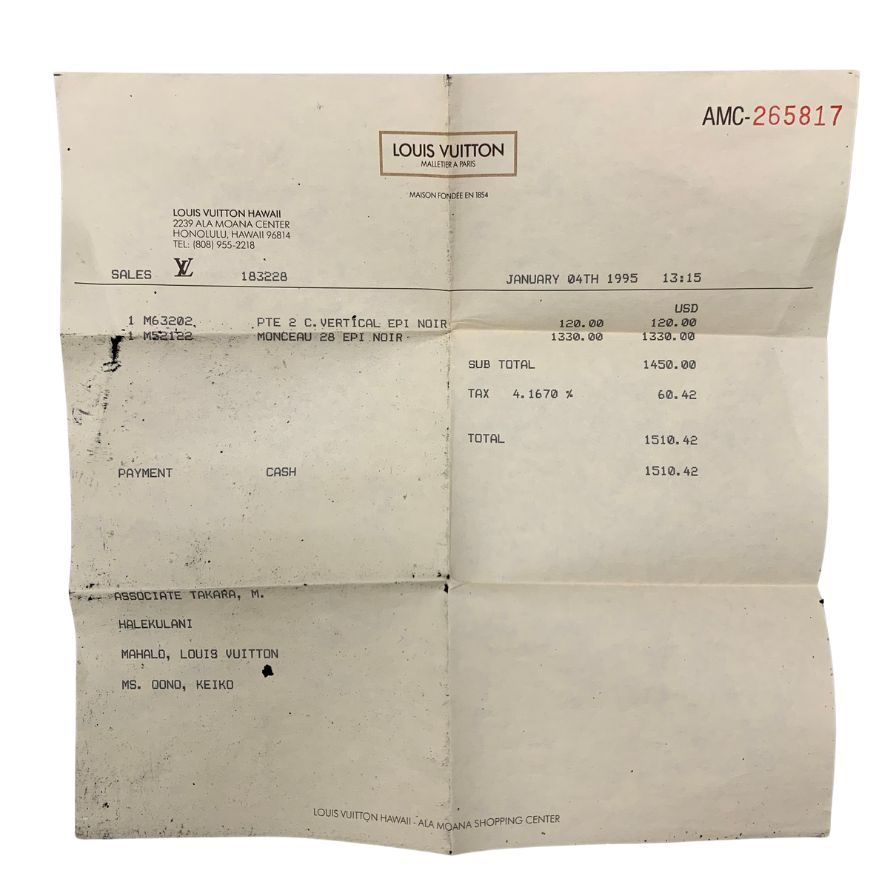 AMC-265817
LOUIS VUITTON
MALLETIER A PARIS
MAISON FONDÉE EN 1854
LOUIS VUITTON HAWAII
2239 ALA MOANA CENTER
HONOLULU, HAWAII 96814
TEL: (808) 955-2218
SALES LV 183228 JANUARY 04TH 1995 13:15
USD
1 M63202 PTE 2 C.VERTICAL EPI NOIR 120.00 120.00
1 M52122 MONCEAU 28 EPI NOIR 1330.00 1330.00
SUB TOTAL 1450.00
TAX 4.1670 % 60.42
TOTAL 1510.42
PAYMENT CASH 1510.42
ASSOCIATE TAKARA, M.
HALEKULANI
MAHALO, LOUIS VUITTON
MS. OONO, KEIKO
LOUIS VUITTON HAWAII - ALA MOANA SHOPPING CENTER